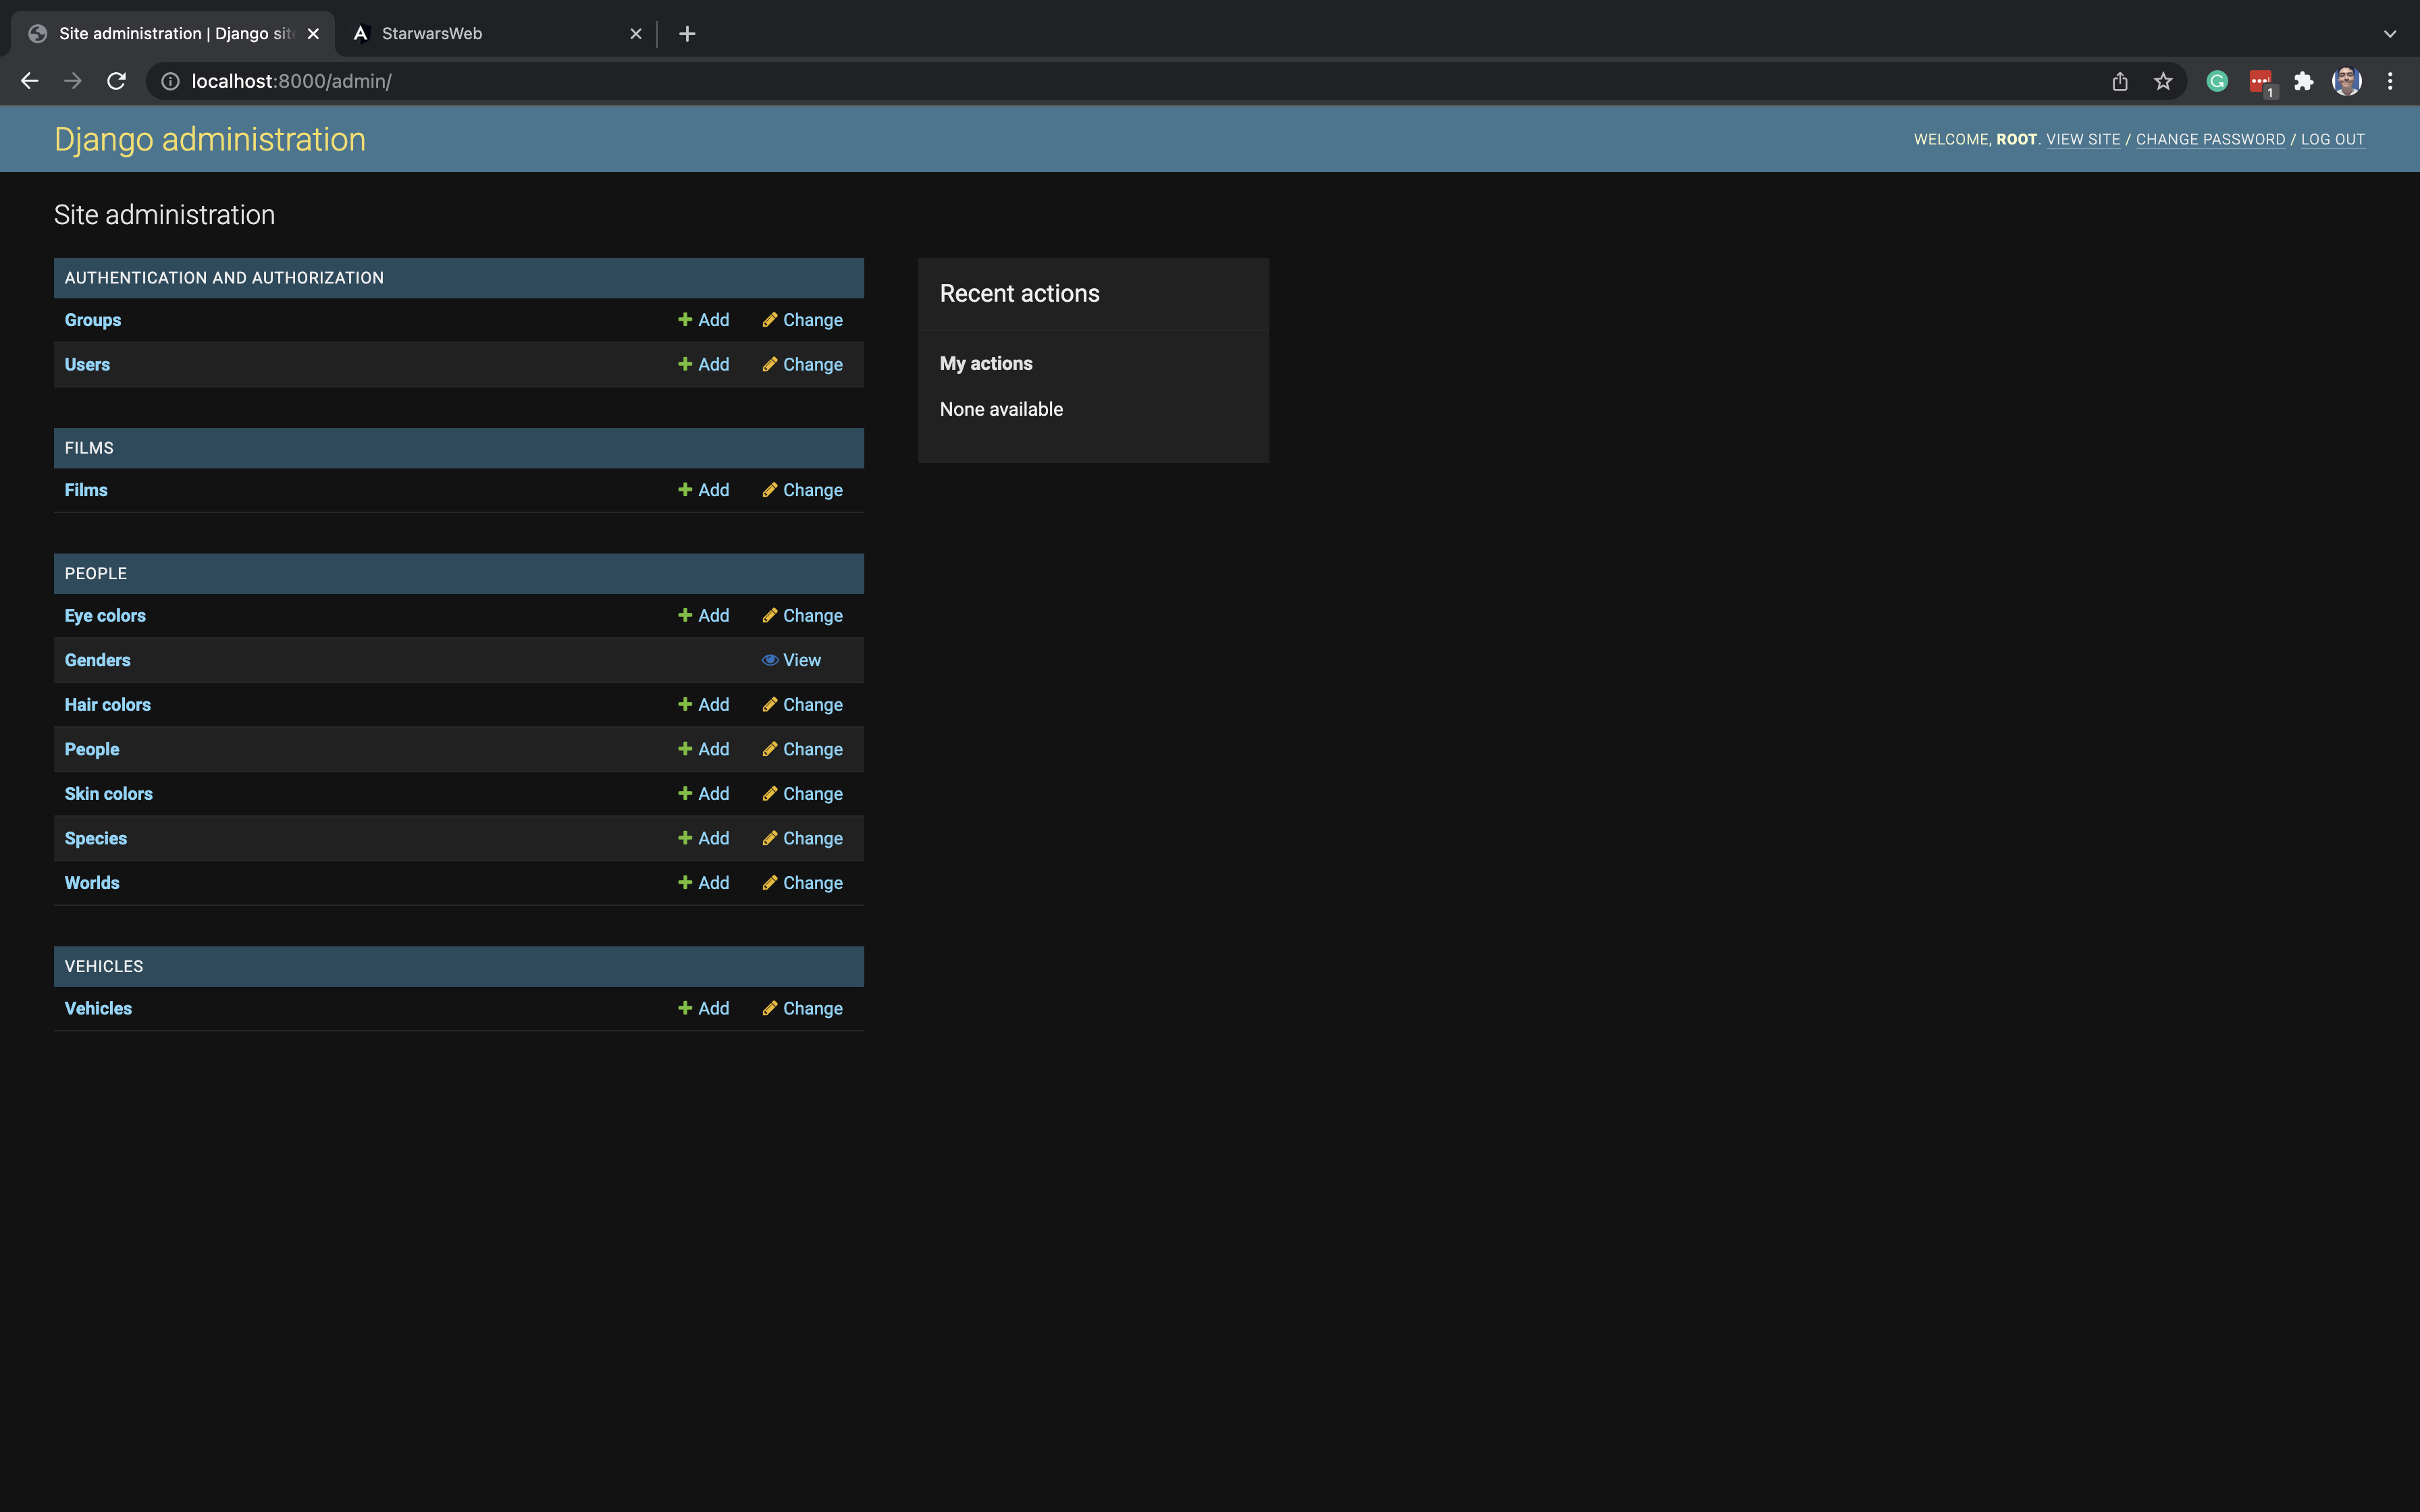 Site administration | Django site
StarwarsWeb
localhost:8000/admin/
1
Django administration
WELCOME, ROOT. VIEW SITE / CHANGE PASSWORD / LOG OUT
Site administration
AUTHENTICATION AND AUTHORIZATION
Groups Add Change
Users Add Change
FILMS
Films Add Change
PEOPLE
Eye colors Add Change
Genders View
Hair colors Add Change
People Add Change
Skin colors Add Change
Species Add Change
Worlds Add Change
VEHICLES
Vehicles Add Change
Recent actions
My actions
None available